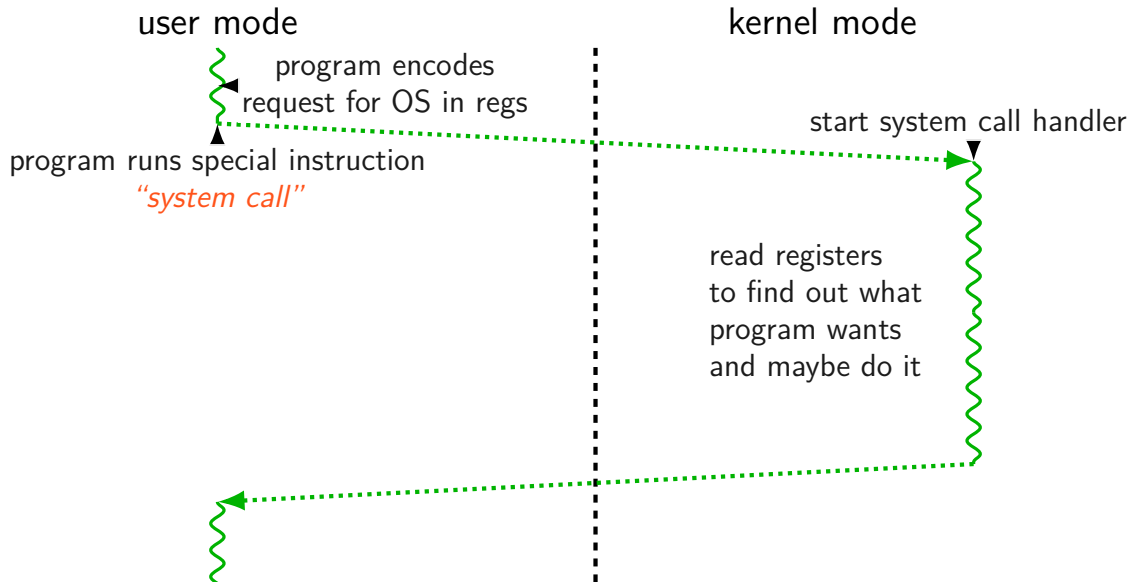 user mode
kernel mode
program encodes
request for OS in regs
start system call handler
program runs special instruction
“system call”
read registers
to find out what
program wants
and maybe do it